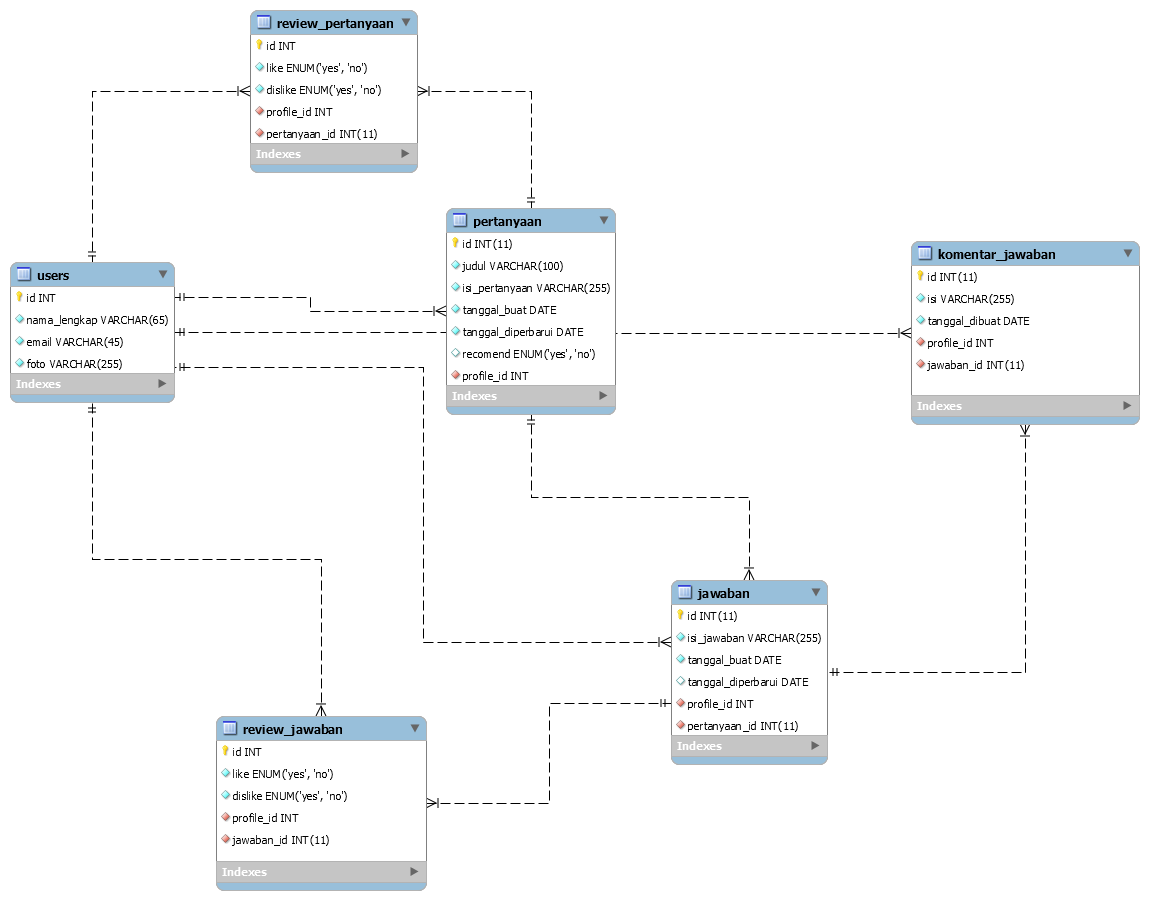 review_pertanyaan
id INT
like ENUM('yes', 'no')
dislike ENUM('yes', 'no')
profile_id INT
pertanyaan_id INT(11)
Indexes
pertanyaan
id INT(11)
judul VARCHAR(100)
isi_pertanyaan VARCHAR(255)
tanggal_buat DATE
tanggal_diperbarui DATE
recomend ENUM('yes', 'no')
profile_id INT
Indexes
komentar_jawaban
id INT(11)
isi VARCHAR(255)
tanggal_dibuat DATE
profile_id INT
jawaban_id INT(11)
Indexes
users
id INT
nama_lengkap VARCHAR(65)
email VARCHAR(45)
foto VARCHAR(255)
Indexes
jawaban
id INT(11)
isi_jawaban VARCHAR(255)
tanggal_buat DATE
tanggal_diperbarui DATE
profile_id INT
pertanyaan_id INT(11)
Indexes
review_jawaban
id INT
like ENUM('yes', 'no')
dislike ENUM('yes', 'no')
profile_id INT
jawaban_id INT(11)
Indexes